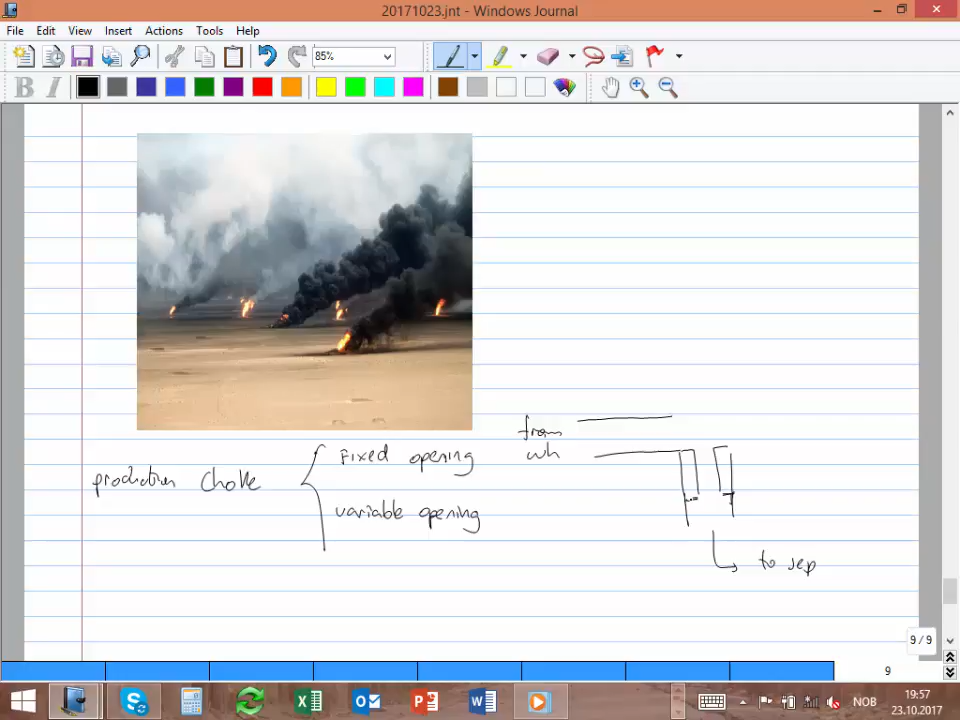 20171023.jnt - Windows Journal
File Edit View Insert Actions Tools Help
85%
B I
from
wh
production choke
Fixed opening
variable opening
to sep
9 / 9
9
NOB
19:57
23.10.2017